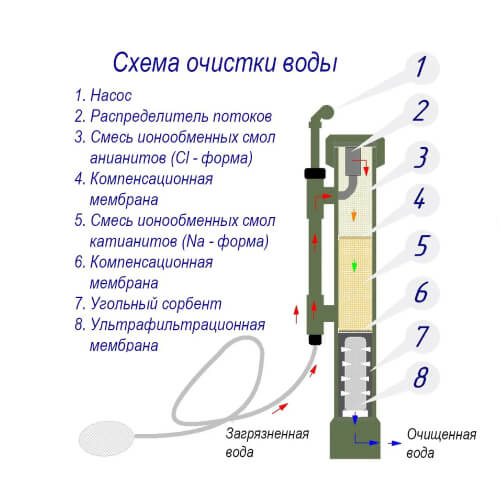 Схема очистки воды
1. Насос
2. Распределитель потоков
3. Смесь ионообменных смол
анианитов (Cl - форма)
4. Компенсационная
мембрана
5. Смесь ионообменных смол
катианитов (Na - форма)
6. Компенсационная
мембрана
7. Угольный сорбент
8. Ультрафильтрационная
мембрана
1
2
3
4
5
6
7
8
Загрязненная
вода
Очищенная
вода